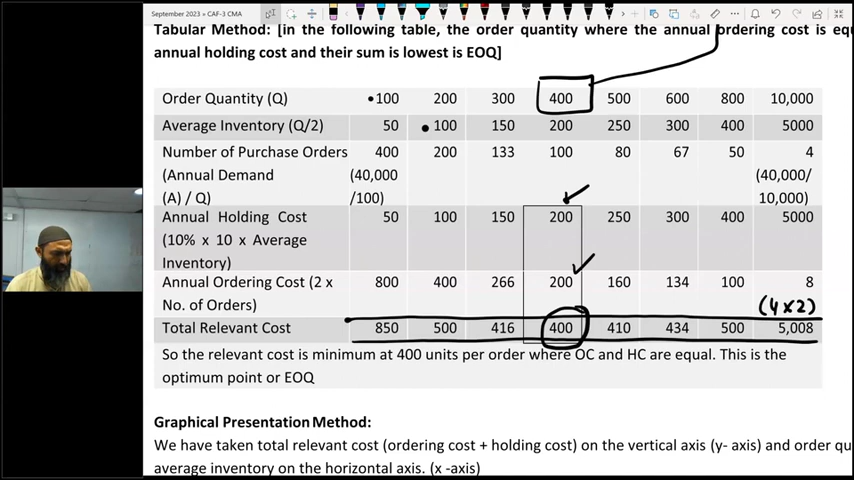 September 2023 » CAF-3 CMA
Tabular Method: [in the following table, the order quantity where the annual ordering cost is equ
annual holding cost and their sum is lowest is EOQ]
Order Quantity (Q) 100 200 300 400 500 600 800 10,000
Average Inventory (Q/2) 50 100 150 200 250 300 400 5000
Number of Purchase Orders 400 200 133 100 80 67 50 4
(Annual Demand (40,000 (40,000/
(A) / Q) /100) 10,000)
Annual Holding Cost 50 100 150 200 250 300 400 5000
(10% x 10 x Average
Inventory)
Annual Ordering Cost (2 x 800 400 266 200 160 134 100 8
No. of Orders) (4x2)
Total Relevant Cost 850 500 416 400 410 434 500 5,008
So the relevant cost is minimum at 400 units per order where OC and HC are equal. This is the
optimum point or EOQ
Graphical Presentation Method:
We have taken total relevant cost (ordering cost + holding cost) on the vertical axis (y- axis) and order qu
average inventory on the horizontal axis. (x -axis)